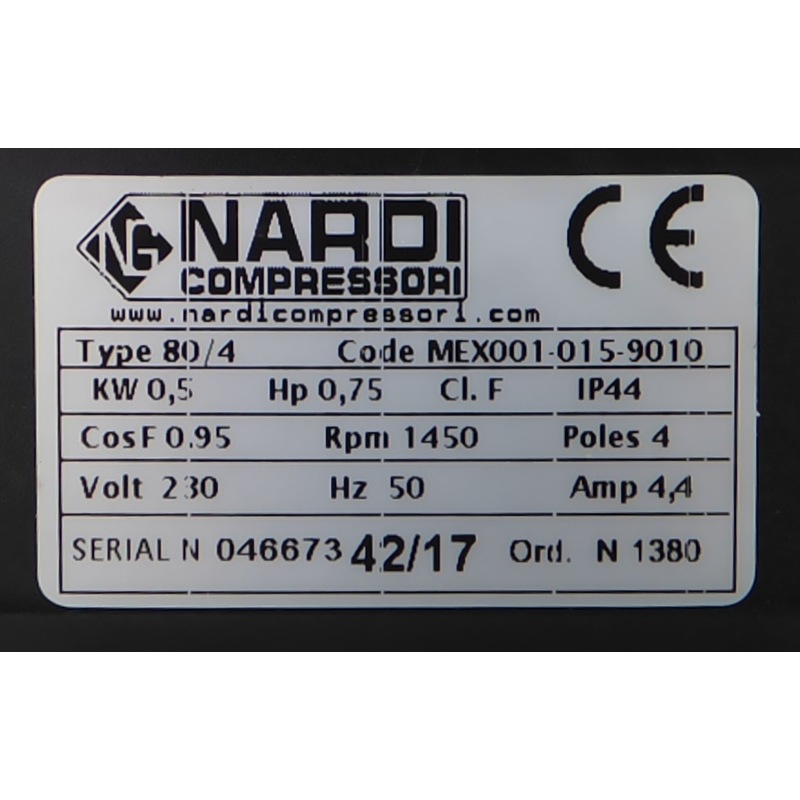 NG NARDI
COMPRESSORI
CE
www.nardicompressori.com
Type 80/4 Code MEX001-015-9010
KW 0,5 Hp 0,75 Cl. F IP44
CosF 0.95 Rpm 1450 Poles 4
Volt 230 Hz 50 Amp 4,4
SERIAL N 046673 42/17 Ord. N 1380